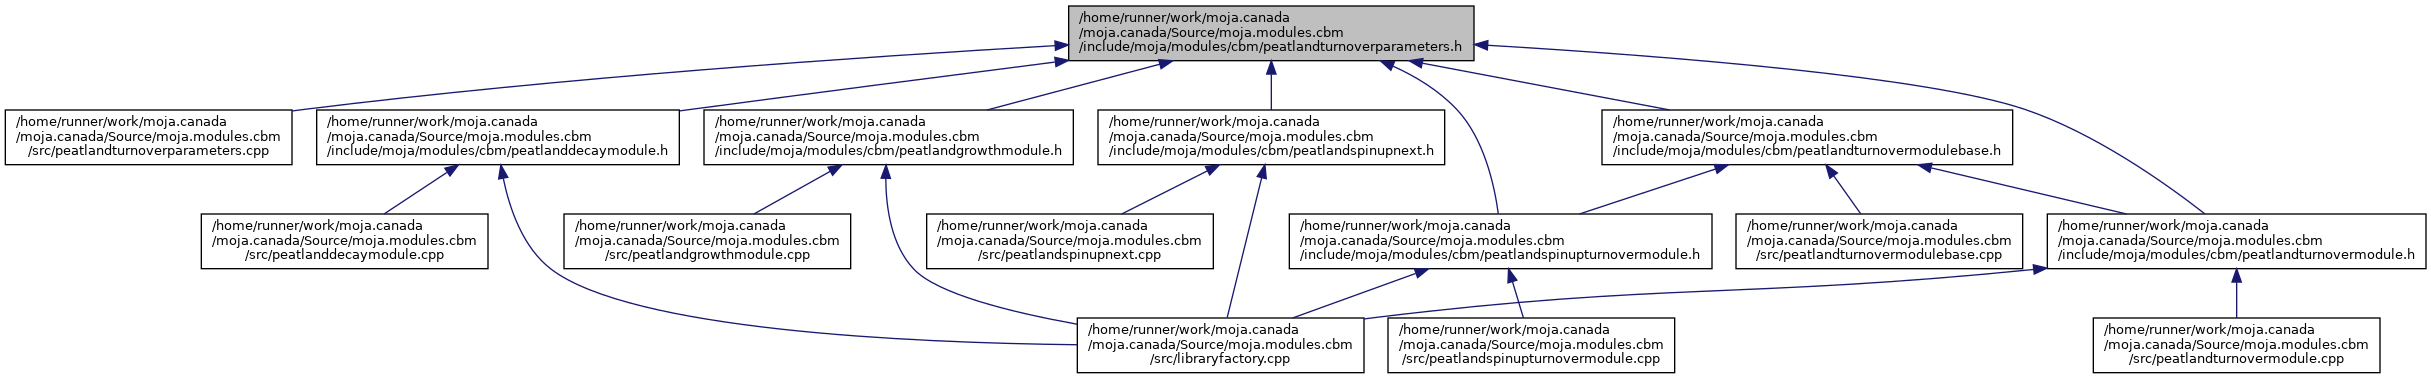 /home/runner/work/moja.canada
/moja.canada/Source/moja.modules.cbm
/include/moja/modules/cbm/peatlandturnoverparameters.h
/home/runner/work/moja.canada
/moja.canada/Source/moja.modules.cbm
/src/peatlandturnoverparameters.cpp
/home/runner/work/moja.canada
/moja.canada/Source/moja.modules.cbm
/include/moja/modules/cbm/peatlanddecaymodule.h
/home/runner/work/moja.canada
/moja.canada/Source/moja.modules.cbm
/include/moja/modules/cbm/peatlandgrowthmodule.h
/home/runner/work/moja.canada
/moja.canada/Source/moja.modules.cbm
/include/moja/modules/cbm/peatlandspinupnext.h
/home/runner/work/moja.canada
/moja.canada/Source/moja.modules.cbm
/include/moja/modules/cbm/peatlandturnovermodulebase.h
/home/runner/work/moja.canada
/moja.canada/Source/moja.modules.cbm
/src/peatlanddecaymodule.cpp
/home/runner/work/moja.canada
/moja.canada/Source/moja.modules.cbm
/src/peatlandgrowthmodule.cpp
/home/runner/work/moja.canada
/moja.canada/Source/moja.modules.cbm
/src/peatlandspinupnext.cpp
/home/runner/work/moja.canada
/moja.canada/Source/moja.modules.cbm
/include/moja/modules/cbm/peatlandspinupturnovermodule.h
/home/runner/work/moja.canada
/moja.canada/Source/moja.modules.cbm
/src/peatlandturnovermodulebase.cpp
/home/runner/work/moja.canada
/moja.canada/Source/moja.modules.cbm
/include/moja/modules/cbm/peatlandturnovermodule.h
/home/runner/work/moja.canada
/moja.canada/Source/moja.modules.cbm
/src/libraryfactory.cpp
/home/runner/work/moja.canada
/moja.canada/Source/moja.modules.cbm
/src/peatlandspinupturnovermodule.cpp
/home/runner/work/moja.canada
/moja.canada/Source/moja.modules.cbm
/src/peatlandturnovermodule.cpp